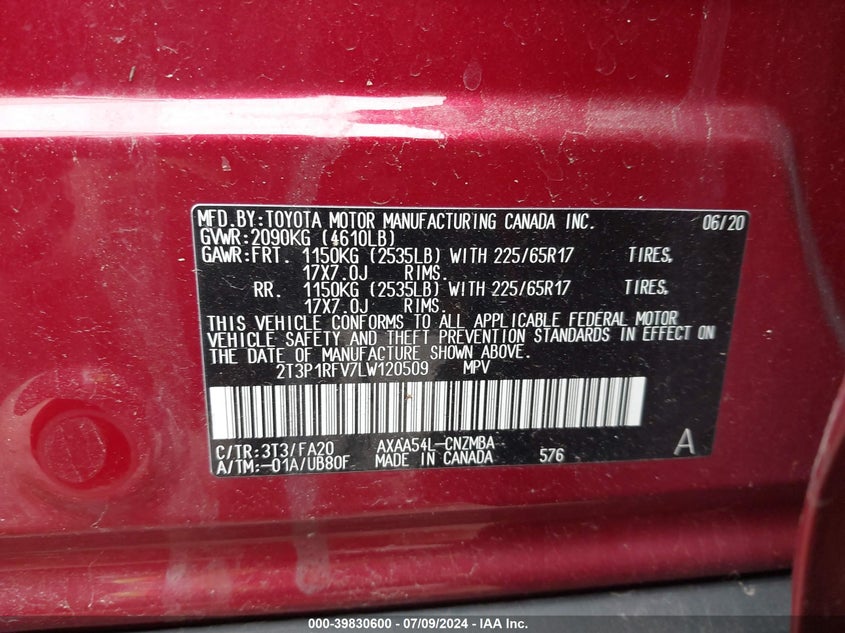 MFD.BY:TOYOTA MOTOR MANUFACTURING CANADA INC. 06/20
GVWR:2090KG (4610LB)
GAWR:FRT. 1150KG (2535LB) WITH 225/65R17 TIRES,
17X7.0J RIMS.
RR. 1150KG (2535LB) WITH 225/65R17 TIRES,
17X7.0J RIMS.
THIS VEHICLE CONFORMS TO ALL APPLICABLE FEDERAL MOTOR
VEHICLE SAFETY AND THEFT PREVENTION STANDARDS IN EFFECT ON
THE DATE OF MANUFACTURE SHOWN ABOVE.
2T3P1RFV7LW120509 MPV
C/TR:3T3/FA20 AXAA54L-CNZMBA
A/TM:-01A/UB80F MADE IN CANADA 576 A
000-39830600 - 07/09/2024 - IAA Inc.